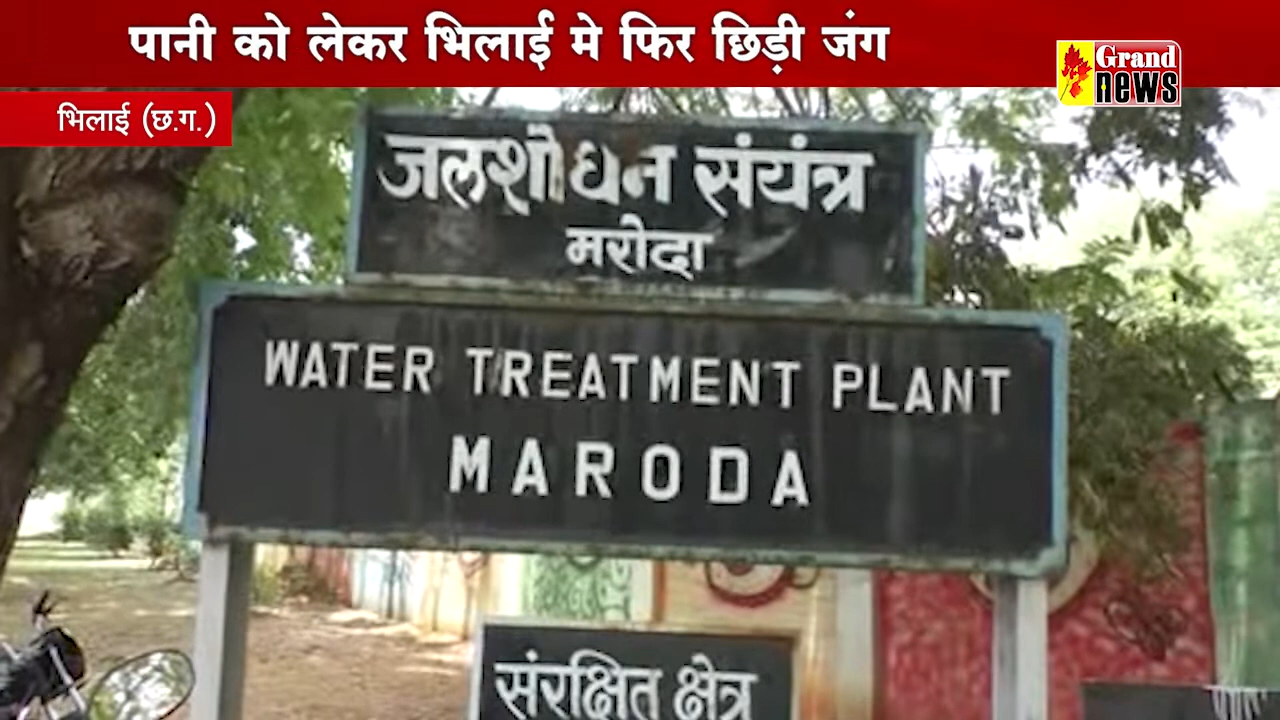 पानी को लेकर भिलाई मे फिर छिड़ी जंग
Grand
news
भिलाई (छ.ग.)
जलशोधन संयंत्र
मरोदा
WATER TREATMENT PLANT
MARODA
संरक्षित क्षेत्र